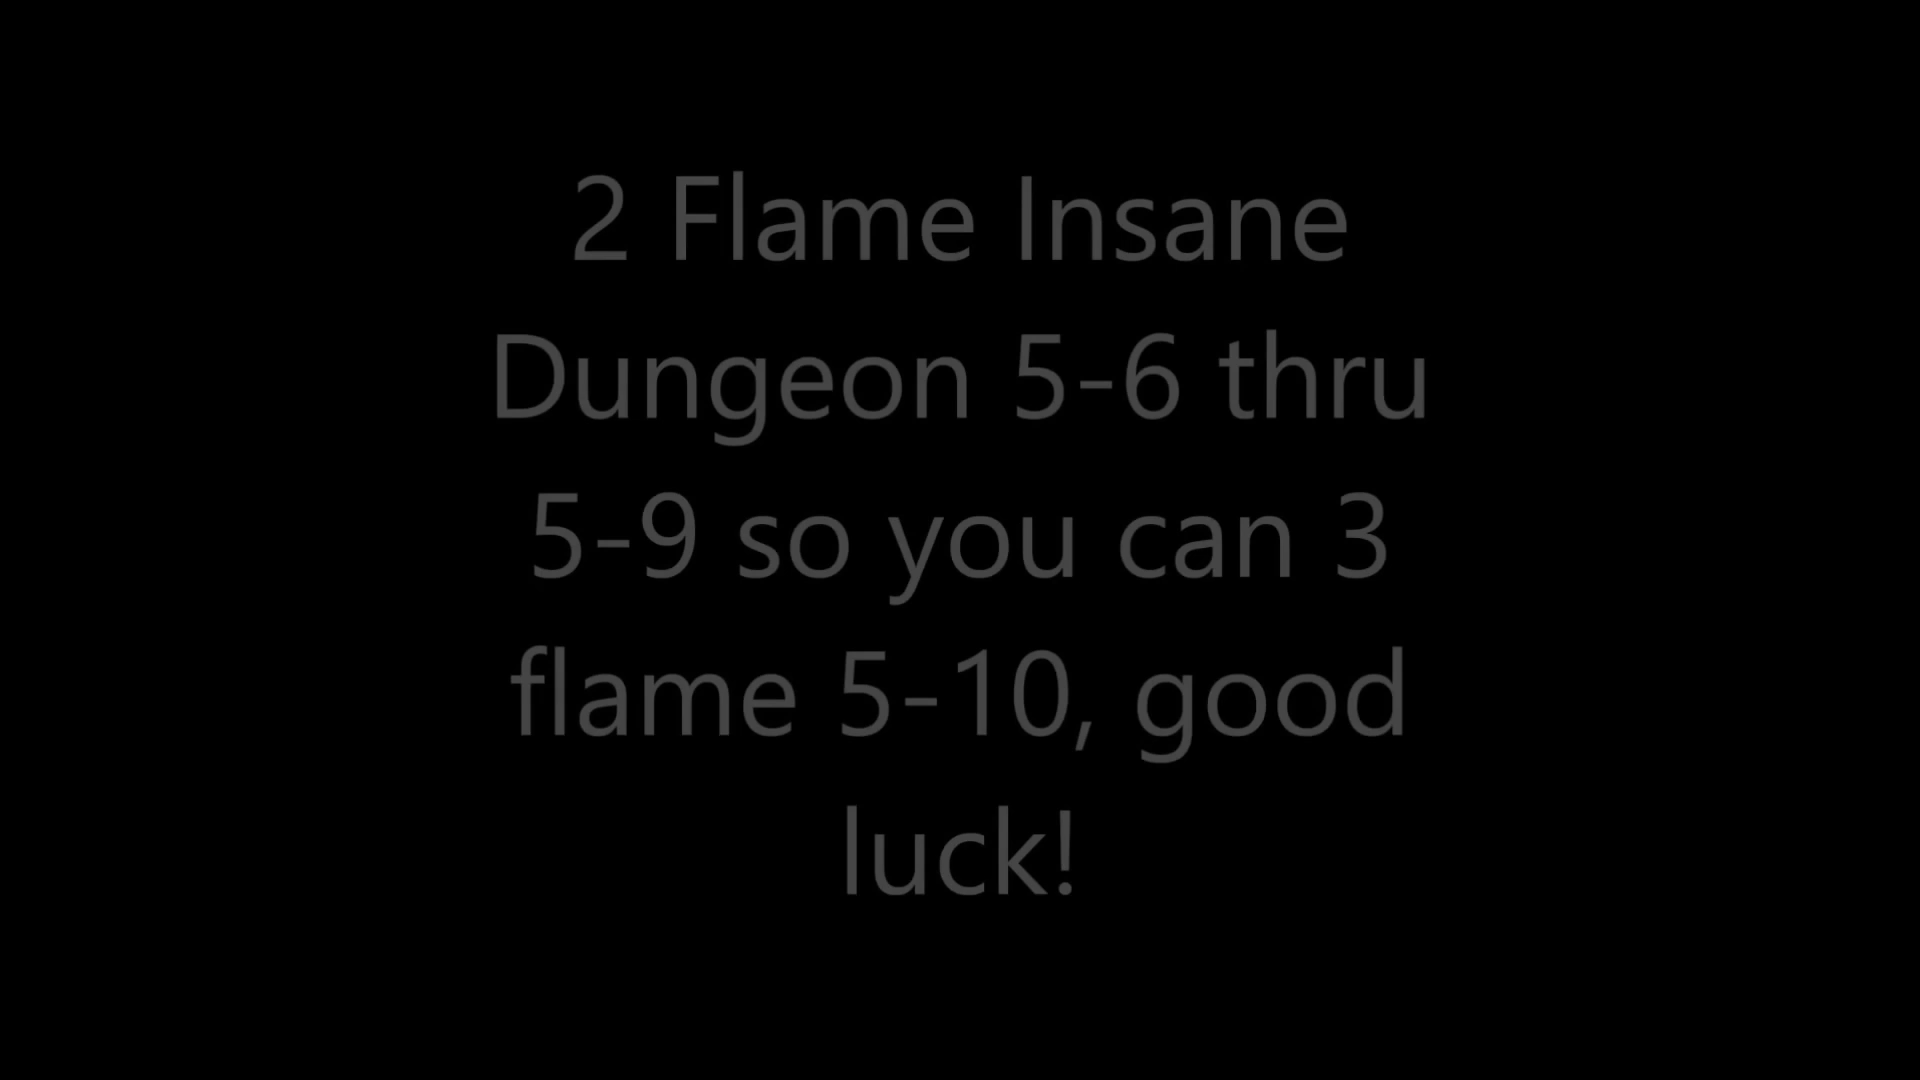 2 Flame Insane
Dungeon 5-6 thru
5-9 so you can 3
flame 5-10, good
luck!